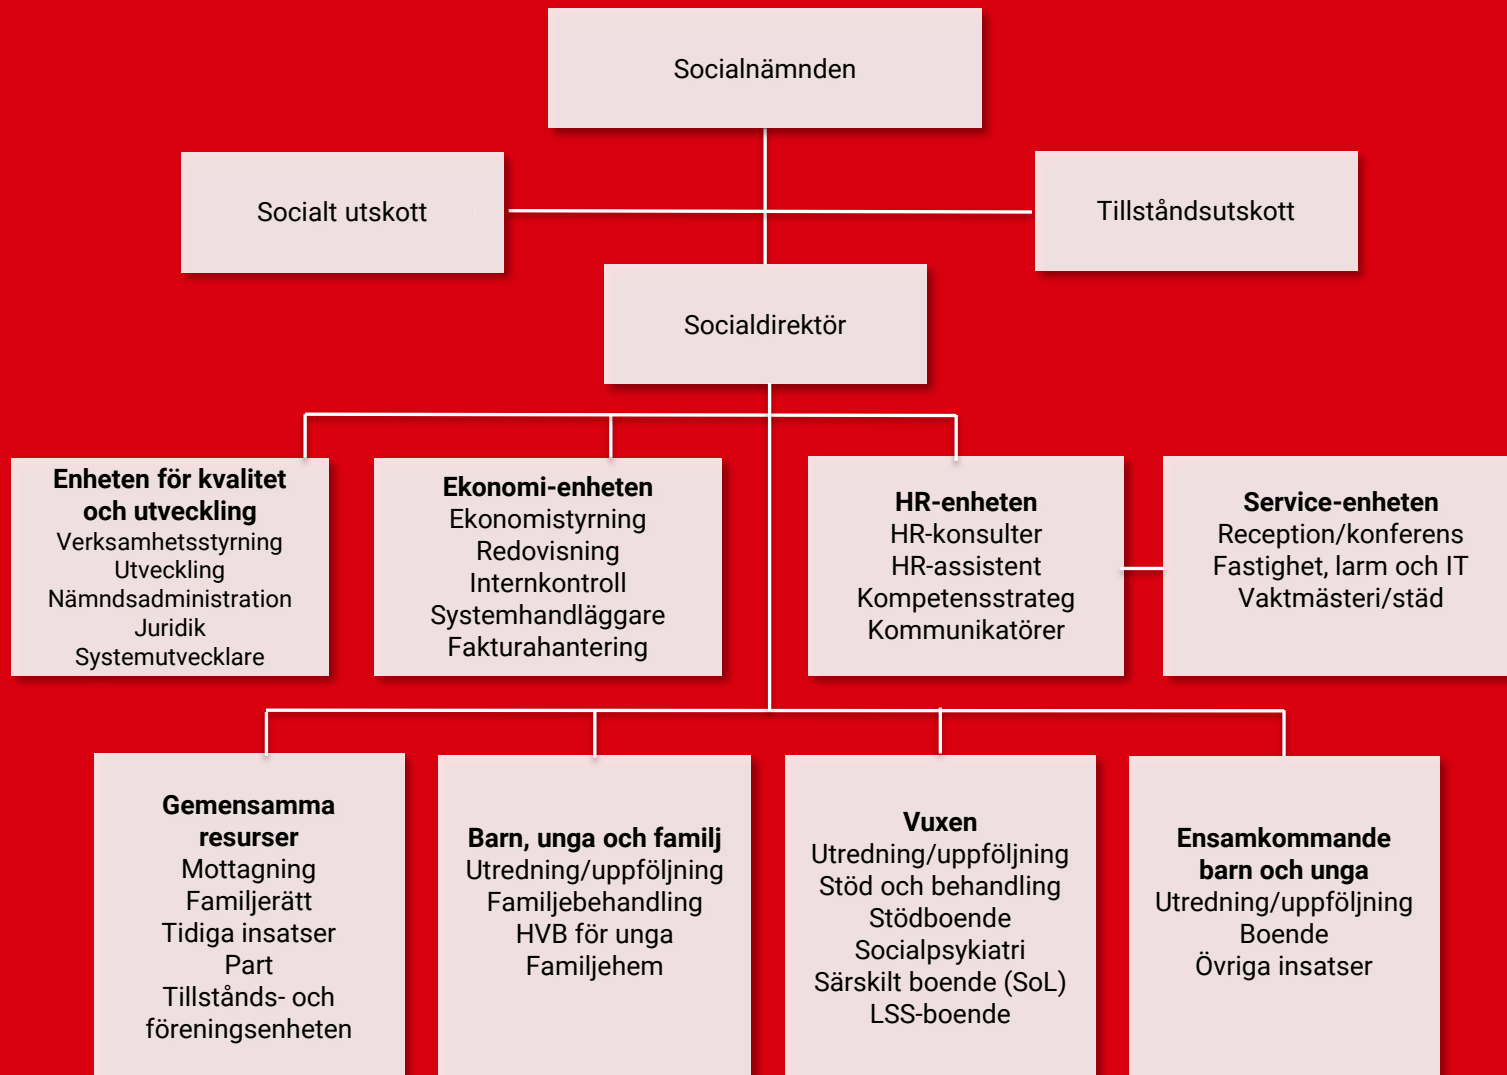 Socialnämnden
Socialt utskott
Tillståndsutskott
Socialdirektör
Enheten för kvalitet
och utveckling
Verksamhetsstyrning
Utveckling
Nämndsadministration
Juridik
Systemutvecklare
Ekonomi-enheten
Ekonomistyrning
Redovisning
Internkontroll
Systemhandläggare
Fakturahantering
HR-enheten
HR-konsulter
HR-assistent
Kompetensstrateg
Kommunikatörer
Service-enheten
Reception/konferens
Fastighet, larm och IT
Vaktmästeri/städ
Gemensamma
resurser
Mottagning
Familjerätt
Tidiga insatser
Part
Tillstånds- och
föreningsenheten
Barn, unga och familj
Utredning/uppföljning
Familjebehandling
HVB för unga
Familjehem
Vuxen
Utredning/uppföljning
Stöd och behandling
Stödboende
Socialpsykiatri
Särskilt boende (SoL)
LSS-boende
Ensamkommande
barn och unga
Utredning/uppföljning
Boende
Övriga insatser